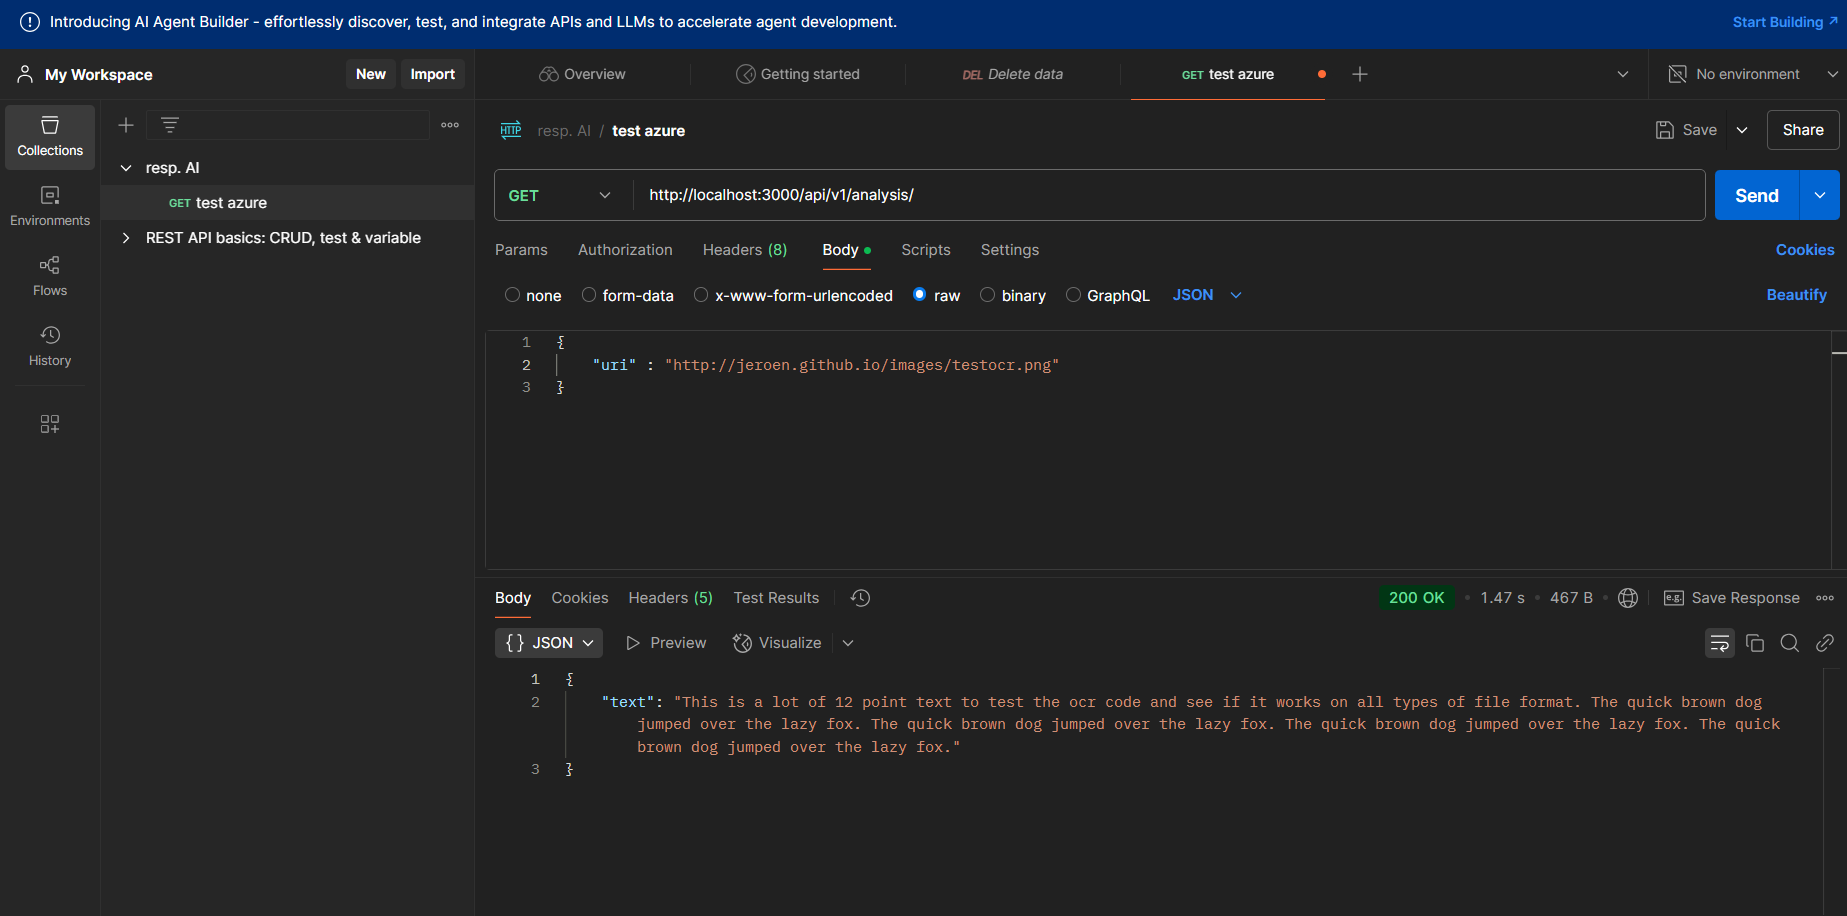 Introducing AI Agent Builder - effortlessly discover, test, and integrate APIs and LLMs to accelerate agent development.
Start Building
My Workspace
New
Import
Overview
Getting started
DEL Delete data
GET test azure
No environment
Collections
Environments
Flows
History
resp. AI
GET test azure
REST API basics: CRUD, test & variable
HTTP resp. AI / test azure
Save
Share
GET
http://localhost:3000/api/v1/analysis/
Send
Params
Authorization
Headers (8)
Body
Scripts
Settings
Cookies
none
form-data
x-www-form-urlencoded
raw
binary
GraphQL
JSON
Beautify
1 {
2 "uri" : "http://jeroen.github.io/images/testocr.png"
3 }
Body
Cookies
Headers (5)
Test Results
200 OK
1.47 s
467 B
e.g. Save Response
{} JSON
Preview
Visualize
1 {
2 "text": "This is a lot of 12 point text to test the ocr code and see if it works on all types of file format. The quick brown dog
jumped over the lazy fox. The quick brown dog jumped over the lazy fox. The quick brown dog jumped over the lazy fox. The quick
brown dog jumped over the lazy fox."
3 }